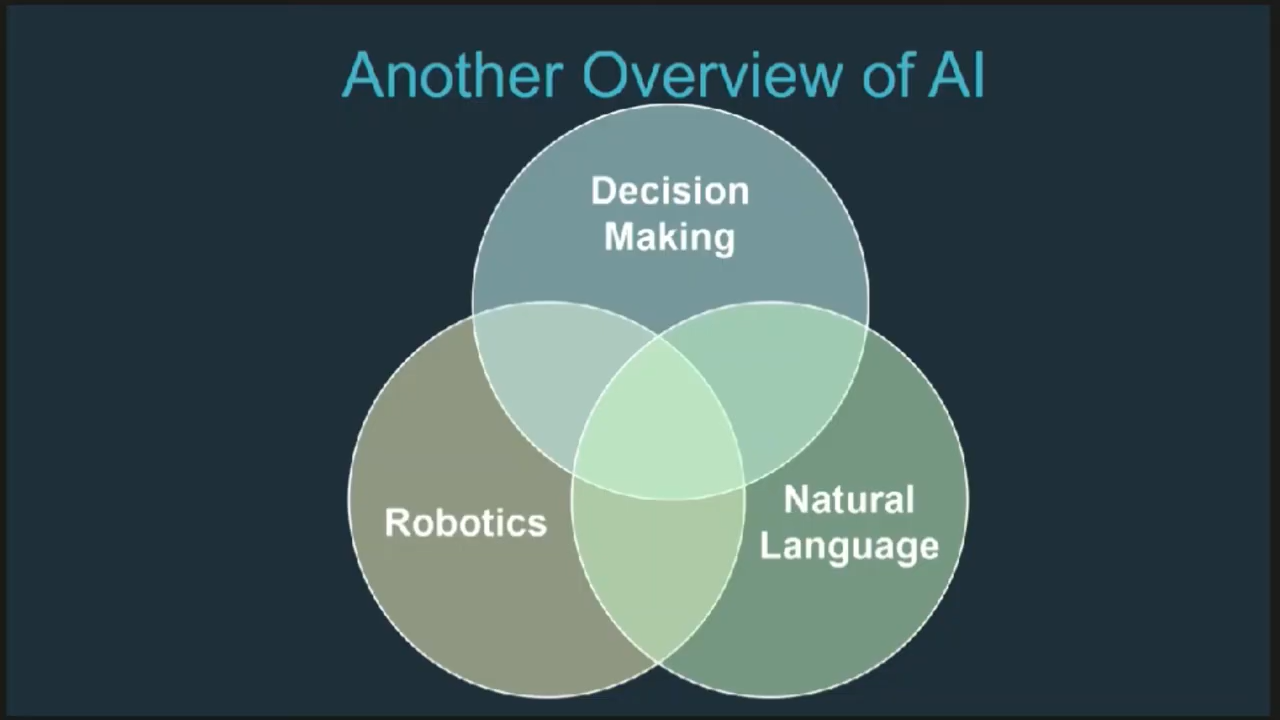 Another Overview of AI
Decision
Making
Robotics
Natural
Language